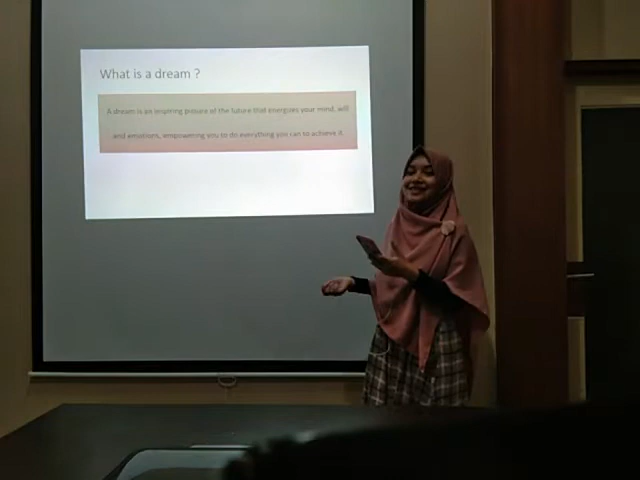 What is a dream ?
A dream is an inspiring picture of the future that energizes your mind, will
and emotions, empowering you to do everything you can to achieve it.